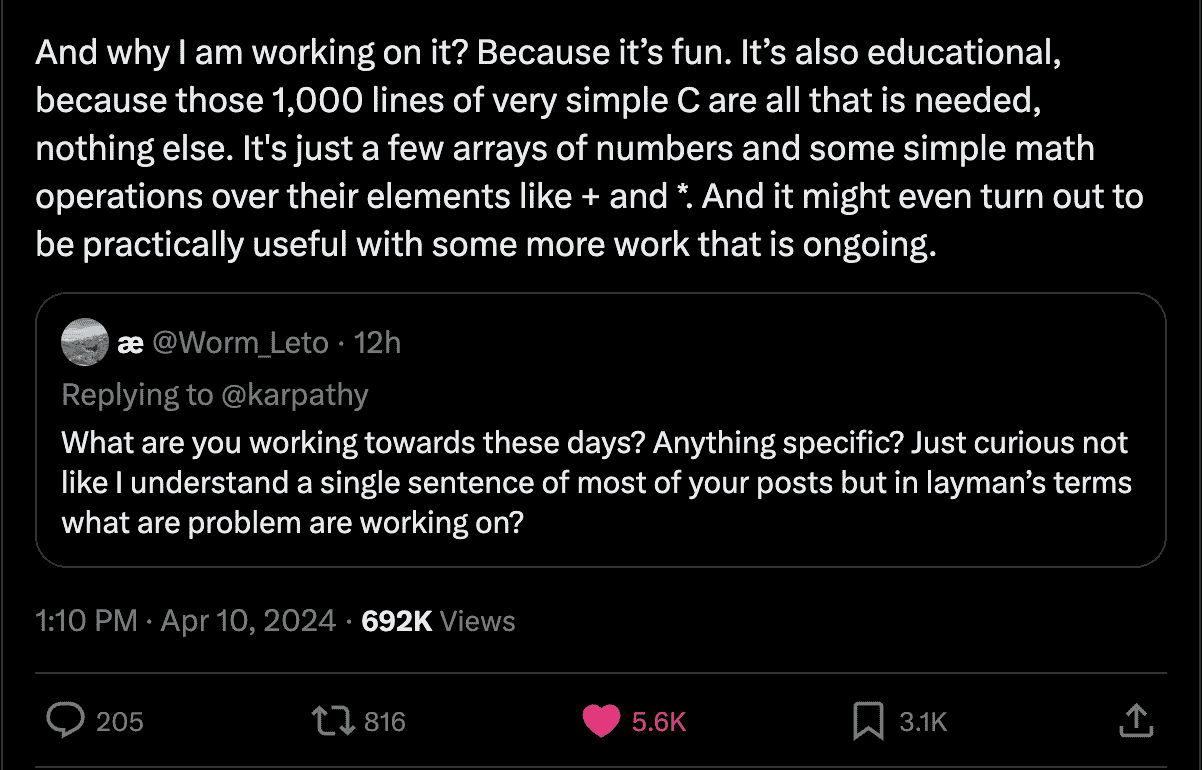 And why I am working on it? Because it’s fun. It’s also educational,
because those 1,000 lines of very simple C are all that is needed,
nothing else. It's just a few arrays of numbers and some simple math
operations over their elements like + and *. And it might even turn out to
be practically useful with some more work that is ongoing.
æ @Worm_Leto · 12h
Replying to @karpathy
What are you working towards these days? Anything specific? Just curious not
like I understand a single sentence of most of your posts but in layman’s terms
what are problem are working on?
1:10 PM · Apr 10, 2024 · 692K Views
205 816 5.6K 3.1K